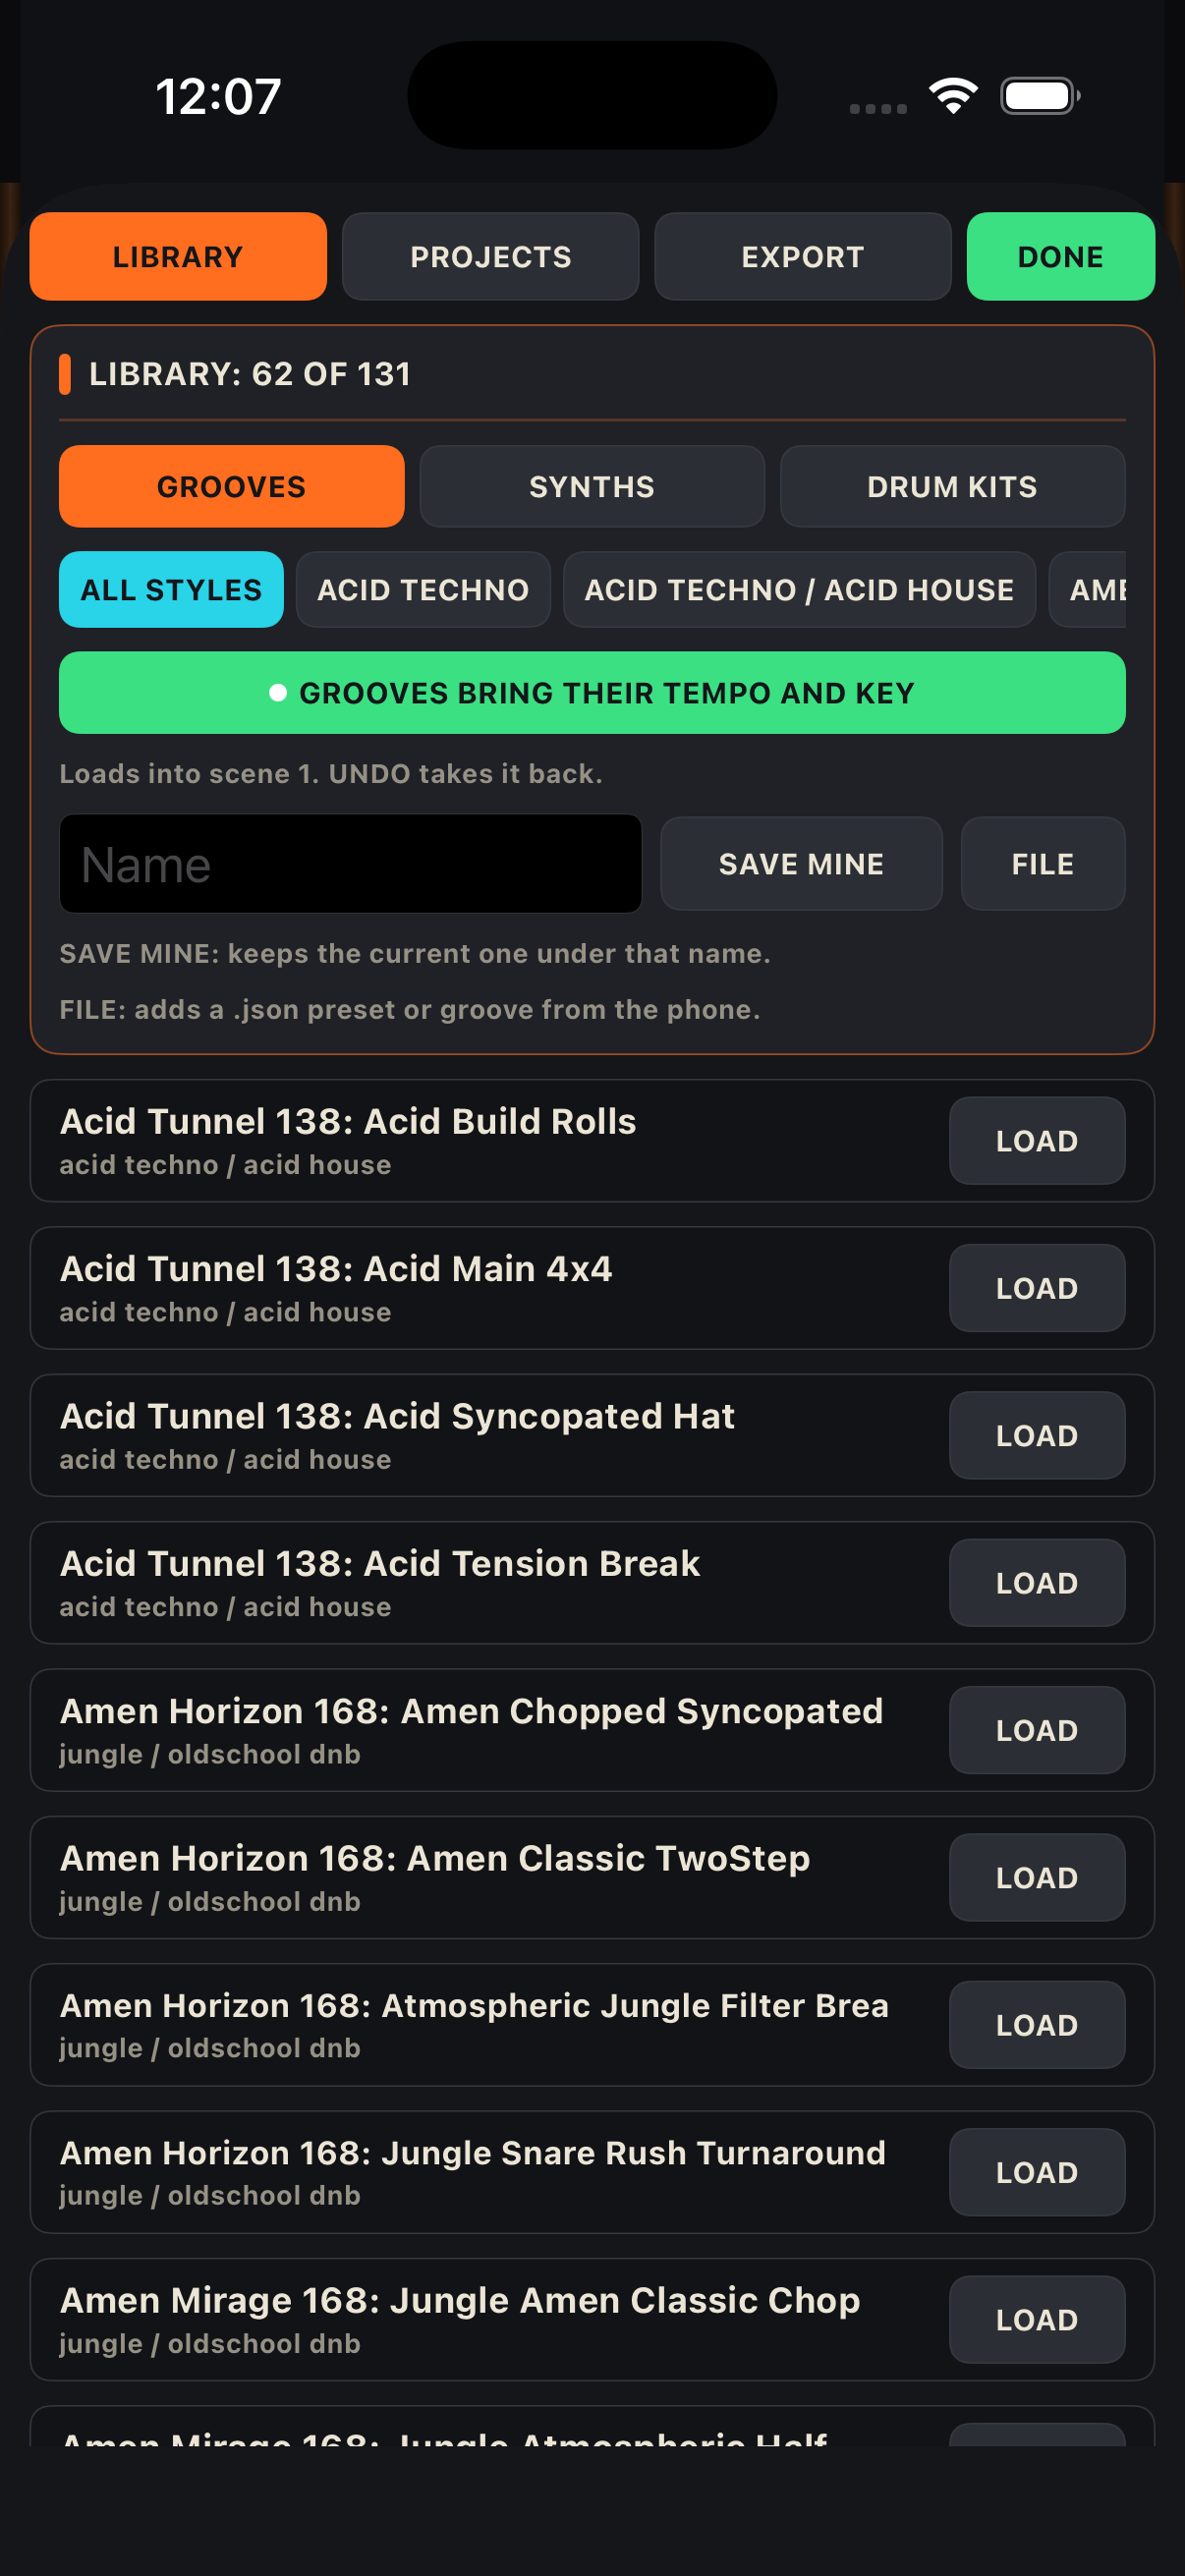 12:07
LIBRARY PROJECTS EXPORT DONE
LIBRARY: 62 OF 131
GROOVES SYNTHS DRUM KITS
ALL STYLES ACID TECHNO ACID TECHNO / ACID HOUSE
GROOVES BRING THEIR TEMPO AND KEY
Loads into scene 1. UNDO takes it back.
Name SAVE MINE FILE
SAVE MINE: keeps the current one under that name.
FILE: adds a .json preset or groove from the phone.
Acid Tunnel 138: Acid Build Rolls
acid techno / acid house
LOAD
Acid Tunnel 138: Acid Main 4x4
acid techno / acid house
LOAD
Acid Tunnel 138: Acid Syncopated Hat
acid techno / acid house
LOAD
Acid Tunnel 138: Acid Tension Break
acid techno / acid house
LOAD
Amen Horizon 168: Amen Chopped Syncopated
jungle / oldschool dnb
LOAD
Amen Horizon 168: Amen Classic TwoStep
jungle / oldschool dnb
LOAD
Amen Horizon 168: Atmospheric Jungle Filter Brea
jungle / oldschool dnb
LOAD
Amen Horizon 168: Jungle Snare Rush Turnaround
jungle / oldschool dnb
LOAD
Amen Mirage 168: Jungle Amen Classic Chop
jungle / oldschool dnb
LOAD
Amen Mirage 168: Jungle Atmospheric Half